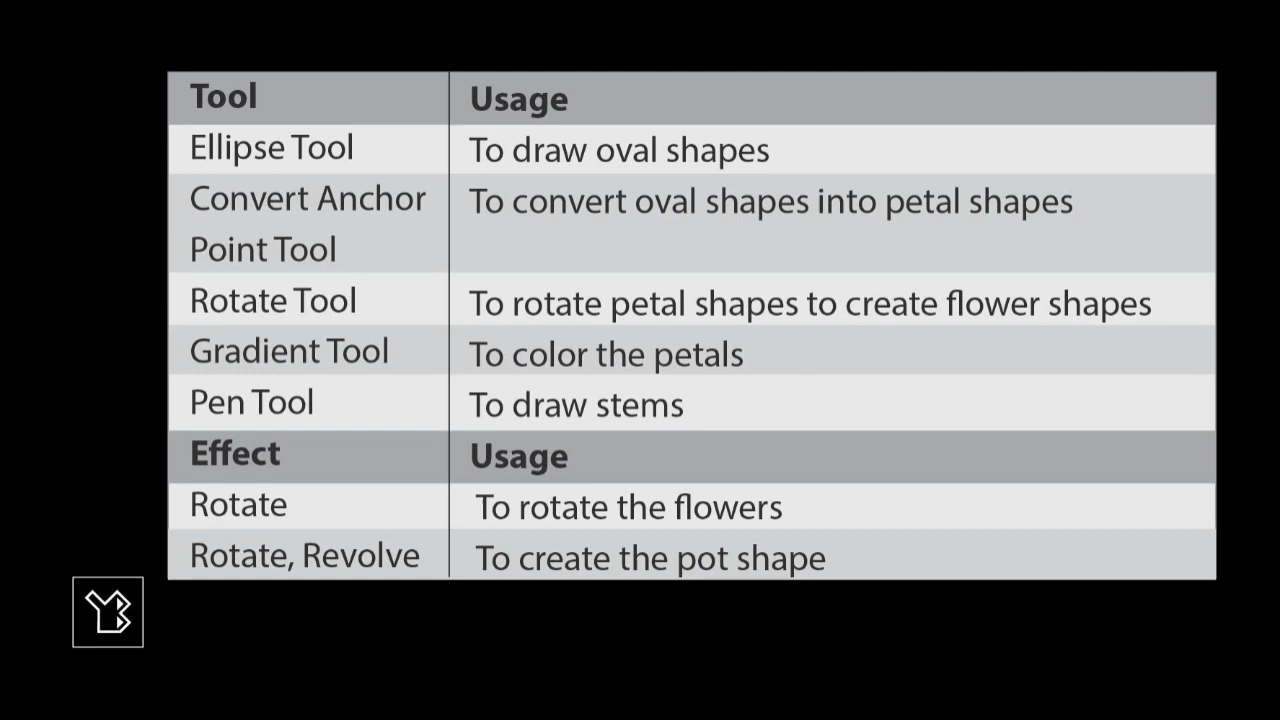 Tool Usage
Ellipse Tool To draw oval shapes
Convert Anchor To convert oval shapes into petal shapes
Point Tool
Rotate Tool To rotate petal shapes to create flower shapes
Gradient Tool To color the petals
Pen Tool To draw stems
Effect Usage
Rotate To rotate the flowers
Rotate, Revolve To create the pot shape